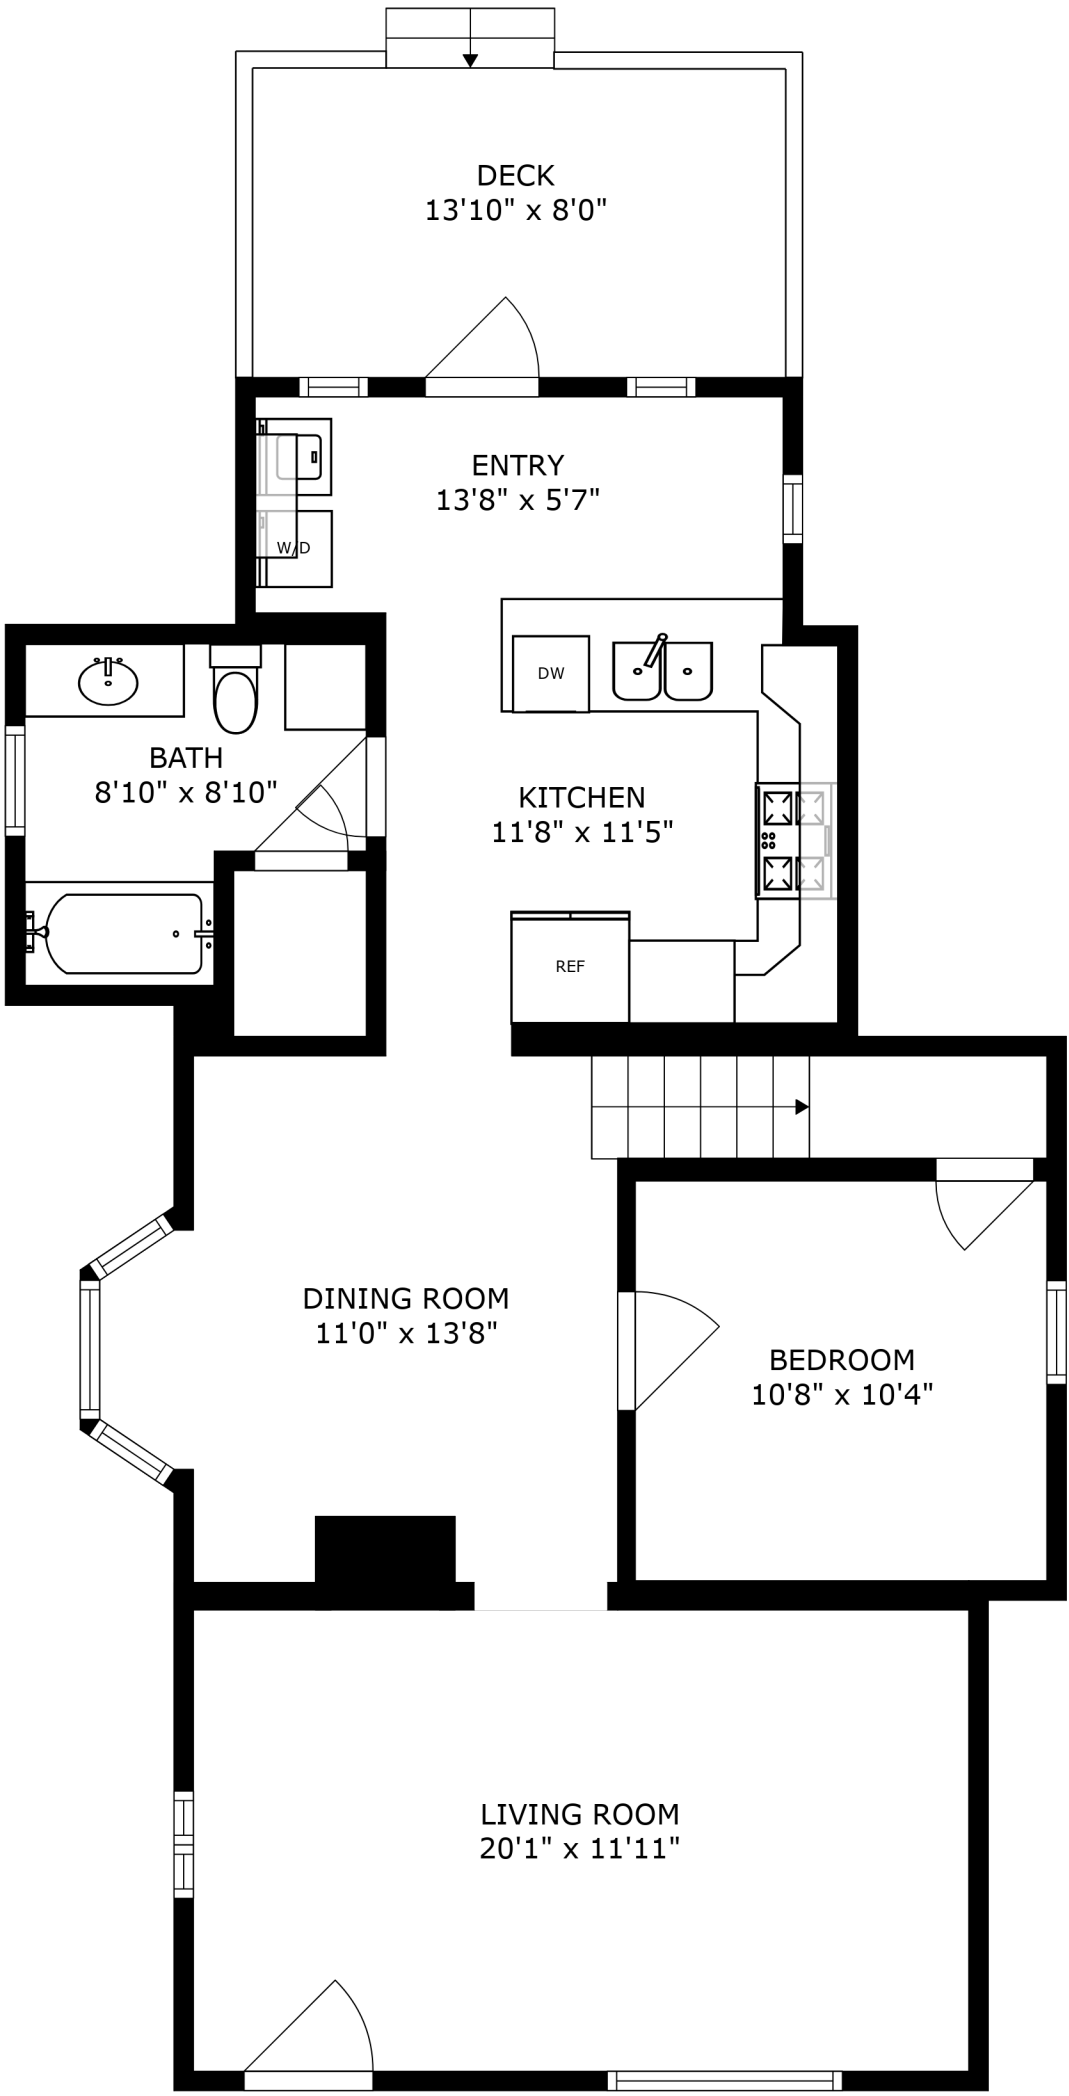 DECK
13'10" x 8'0"
ENTRY
13'8" x 5'7"
W/D
DW
BATH
8'10" x 8'10"
KITCHEN
11'8" x 11'5"
REF
DINING ROOM
11'0" x 13'8"
BEDROOM
10'8" x 10'4"
LIVING ROOM
20'1" x 11'11"